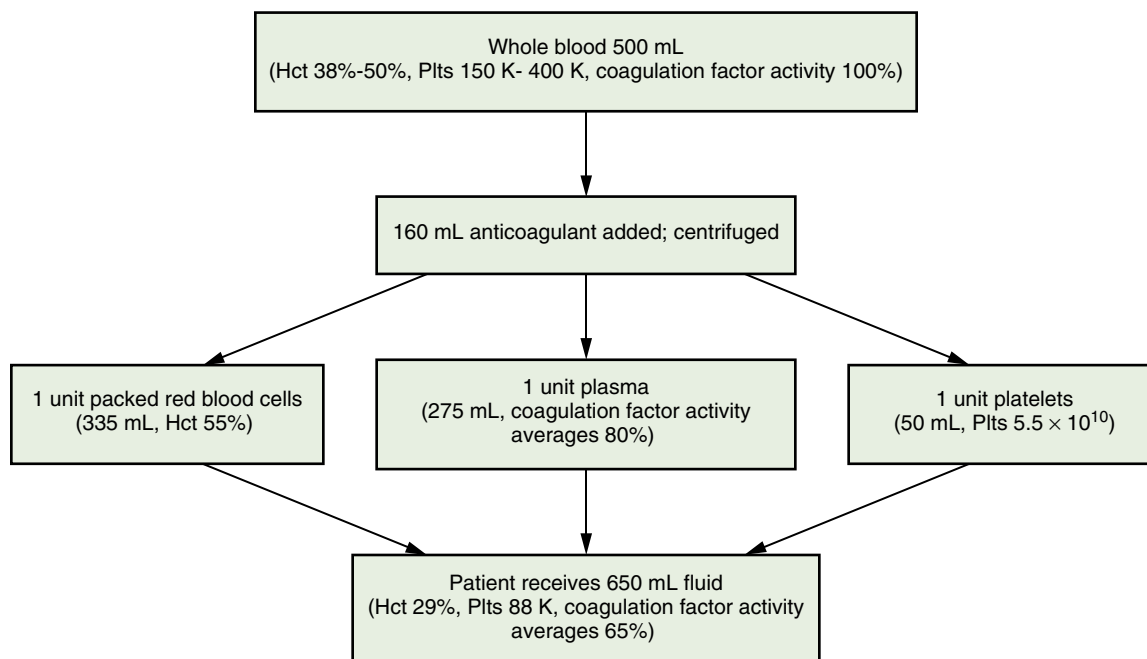 Whole blood 500 mL
(Hct 38%-50%, Plts 150 K- 400 K, coagulation factor activity 100%)
160 mL anticoagulant added; centrifuged
1 unit packed red blood cells
(335 mL, Hct 55%)
1 unit plasma
(275 mL, coagulation factor activity
averages 80%)
1 unit platelets
(50 mL, Plts 5.5 × 10¹⁰)
Patient receives 650 mL fluid
(Hct 29%, Plts 88 K, coagulation factor activity
averages 65%)